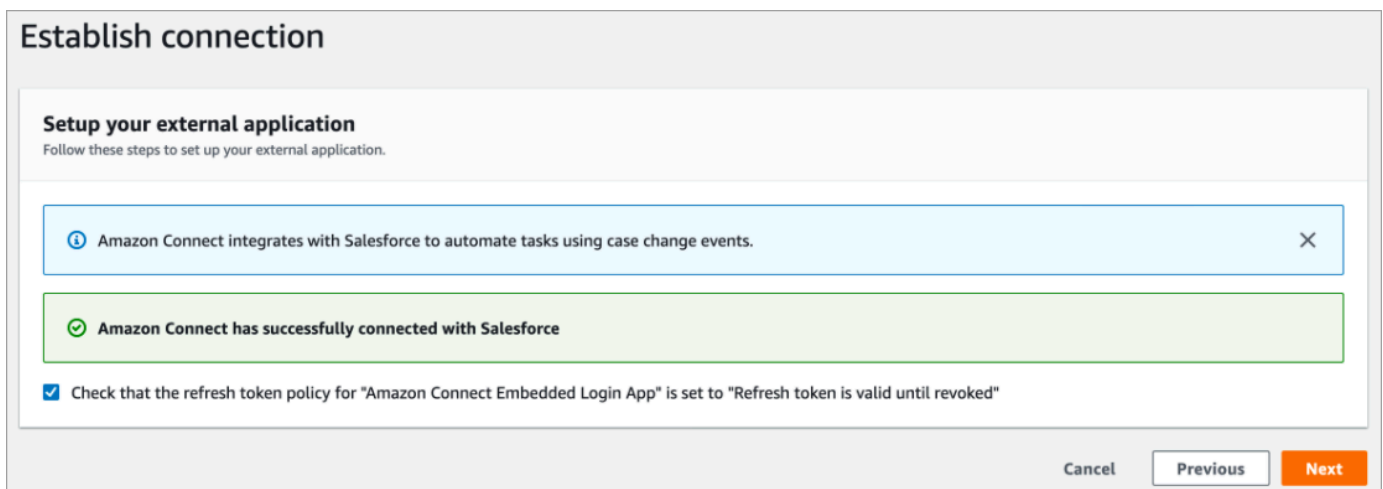 Establish connection
Setup your external application
Follow these steps to set up your external application.
Amazon Connect integrates with Salesforce to automate tasks using case change events.
Amazon Connect has successfully connected with Salesforce
Check that the refresh token policy for "Amazon Connect Embedded Login App" is set to "Refresh token is valid until revoked"
Cancel Previous Next